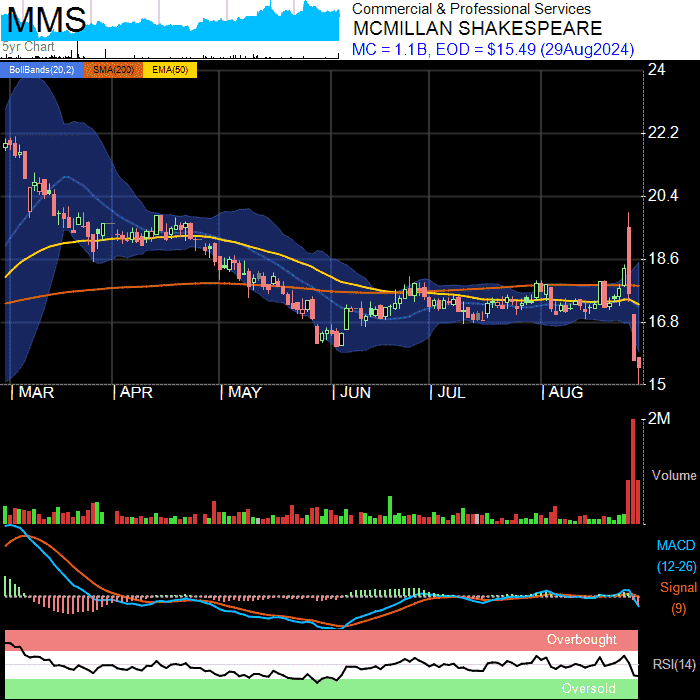 MMS
5yr Chart
Commercial & Professional Services
MCMILLAN SHAKESPEARE
MC = 1.1B, EOD = $15.49 (29Aug2024)
BollBands(20,2) SMA(200) EMA(50)
24
22.2
20.4
18.6
16.8
15
MAR APR MAY JUN JUL AUG
2M
Volume
MACD
(12-26)
Signal
(9)
Overbought
RSI(14)
Oversold